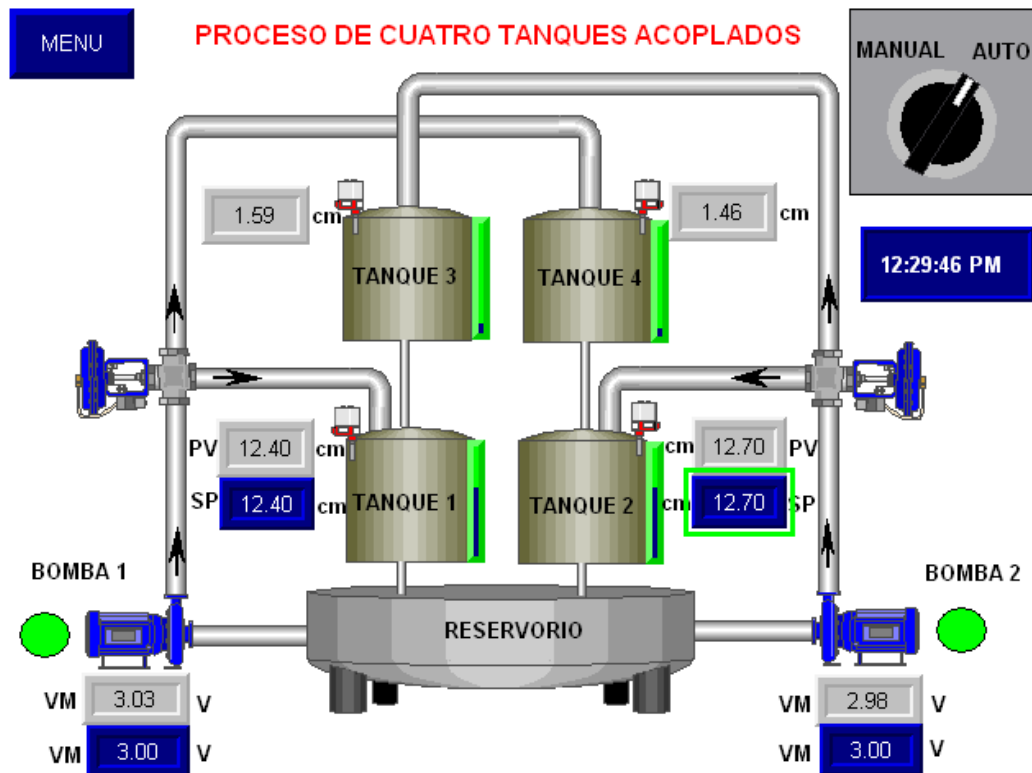 MENU
PROCESO DE CUATRO TANQUES ACOPLADOS
MANUAL AUTO
1.59 cm
1.46 cm
12:29:46 PM
TANQUE 3
TANQUE 4
PV 12.40 cm
cm 12.70 PV
SP 12.40 cm
TANQUE 1
TANQUE 2
cm 12.70 SP
BOMBA 1
BOMBA 2
RESERVORIO
VM 3.03 V
VM 2.98 V
VM 3.00 V
VM 3.00 V